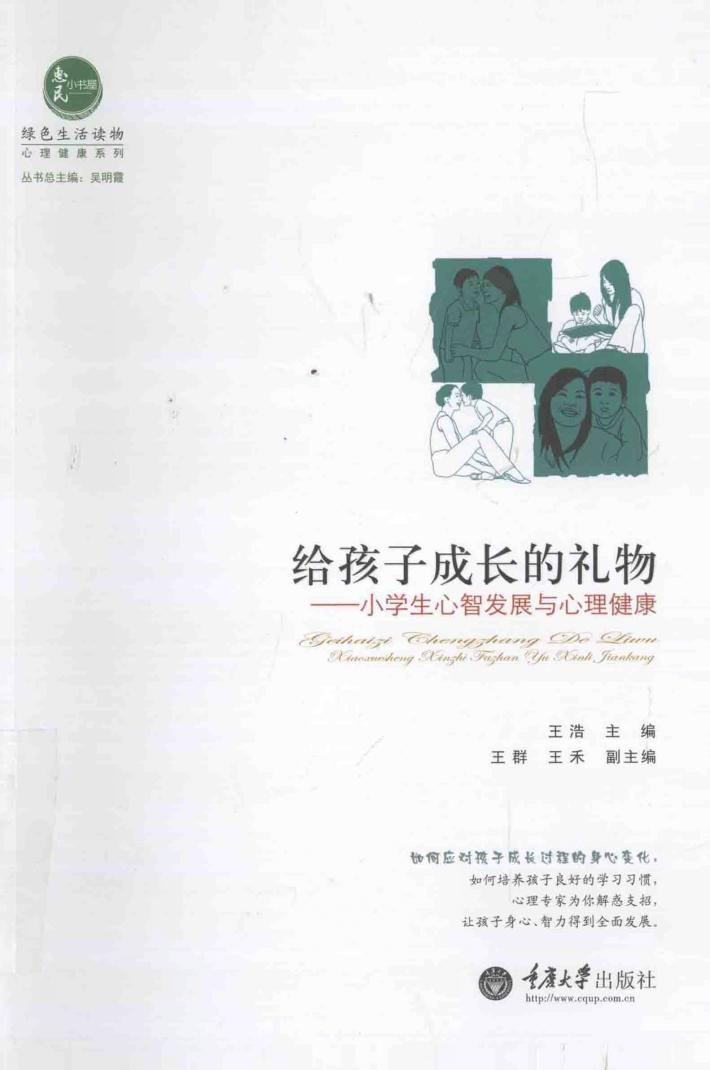 惠民小书屋
绿色生活读物
心理健康系列
丛书总主编：吴明霞
给孩子成长的礼物
——小学生心智发展与心理健康
Geihaizi Chengzhang De Liwu
Xiaoxuesheng Xinzhi Fazhan Yu Xinli Jiankang
王浩 主编
王群 王禾 副主编
如何应对孩子成长过程的身心变化，
如何培养孩子良好的学习习惯，
心理专家为你解惑支招，
让孩子身心、智力得到全面发展。
重庆大学出版社
http://www.cqup.com.cn